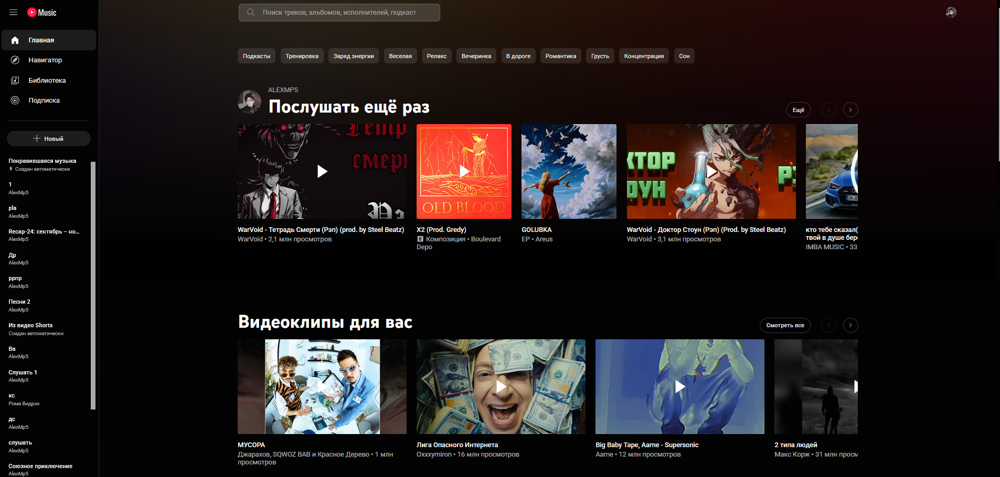 Music
Поиск треков, альбомов, исполнителей, подкаст
Главная
Навигатор
Библиотека
Подписка
Новый
Понравившаяся музыка
Создан автоматически
1
AlexMp5
pla
AlexMp5
Recap-24: сентябрь – но...
AlexMp5
Др
AlexMp5
ррпр
AlexMp5
Песни 2
AlexMp5
Из видео Shorts
Создан автоматически
Вв
AlexMp5
Слушать 1
AlexMp5
кс
Рома Видрих
дс
AlexMp5
слушать
AlexMp5
Союзное приключение
AlexMp5
Подкасты Тренировка Заряд энергии Веселая Релакс Вечеринка В дороге Романтика Грусть Концентрация Сон
ALEXMP5
Послушать ещё раз
Ещё
смерт
OLD BLOOD
КТОР
ОУН
WarVoid - Тетрадь Смерти (Рэп) (prod. by Steel Beatz)
WarVoid • 2,1 млн просмотров
X2 (Prod. Gredy)
E Композиция • Boulevard
Depo
GOLUBKA
EP • Areus
WarVoid - Доктор Стоун (Рэп) (Prod. by Steel Beatz)
WarVoid • 3,1 млн просмотров
кто тебе сказал(
твой в душе бер
IMBA MUSIC • 33
Видеоклипы для вас
Смотреть все
МУСОРА
Джарахов, SQWOZ BAB и Красное Дерево • 1 млн
просмотров
Лига Опасного Интернета
Oxxxymiron • 16 млн просмотров
Big Baby Tape, Aarne - Supersonic
Aarne • 12 млн просмотров
2 типа людей
Макс Корж • 31 млн просм